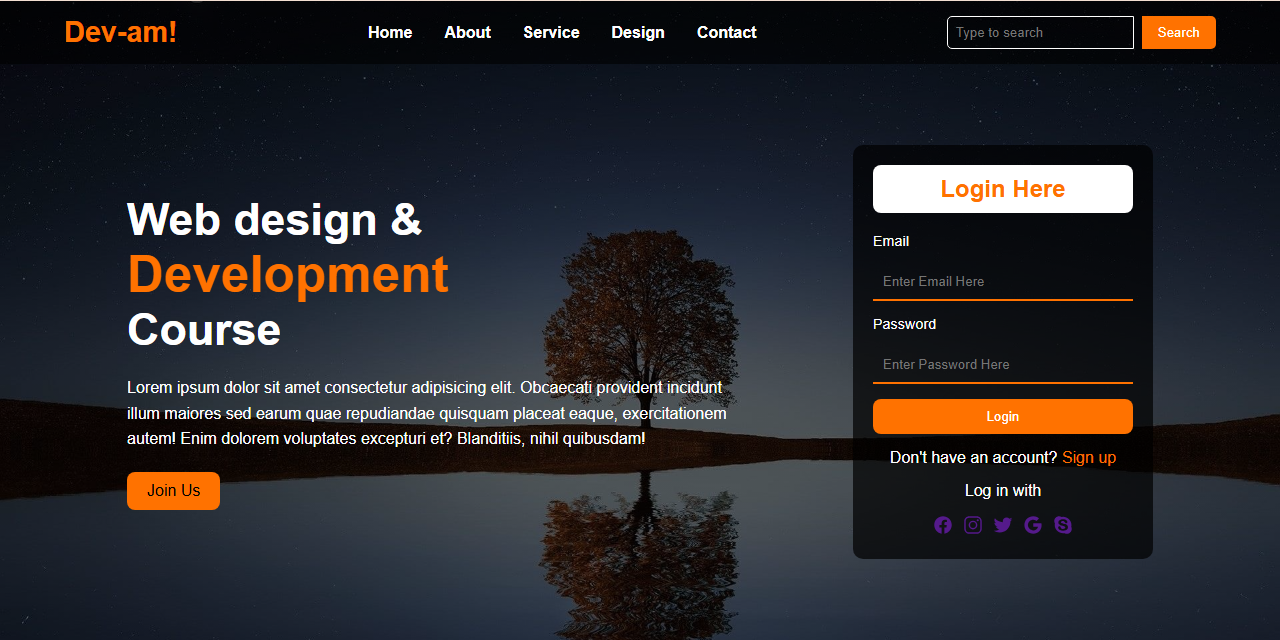 Dev-am!
Home About Service Design Contact
Type to search
Search
Web design &
Development
Course
Lorem ipsum dolor sit amet consectetur adipisicing elit. Obcaecati provident incidunt
illum maiores sed earum quae repudiandae quisquam placeat eaque, exercitationem
autem! Enim dolorem voluptates excepturi et? Blanditiis, nihil quibusdam!
Join Us
Login Here
Email
Enter Email Here
Password
Enter Password Here
Login
Don't have an account? Sign up
Log in with